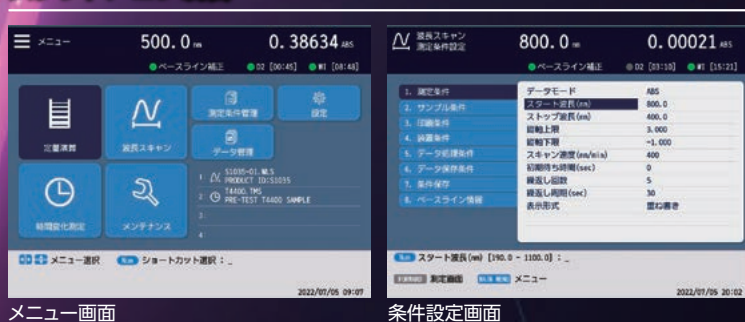 メニュー
500.0 nm
0.38634 ABS
ベースライン補正
D2 [00:45]
WI [08:48]
定量演算
波長スキャン
測定条件管理
設定
データ管理
時間変化測定
メンテナンス
1 S1035-01.WLS
PRODUCT ID:S1035
2 T4400.TMS
PRE-TEST T4400 SAMPLE
3
4
メニュー選択
Num ショートカット選択:_
2022/07/05 09:07
メニュー画面
波長スキャン
測定条件設定
800.0 nm
0.00021 ABS
ベースライン補正
D2 [03:18]
WI [15:21]
1. 測定条件
2. サンプル条件
3. 印刷条件
4. 装置条件
5. データ処理条件
6. データ保存条件
7. 条件保存
8. ベースライン情報
データモード ABS
スタート波長(nm) 800.0
ストップ波長(nm) 400.0
縦軸上限 3.000
縦軸下限 -1.000
スキャン速度(nm/min) 400
初期待ち時間(sec) 0
繰返し回数 5
繰返し周期(sec) 30
表示形式 重ね書き
Num スタート波長(nm) [190.0 - 1100.0] :_
FORWARD 測定画面
MAIN MENU メニュー
2022/07/05 20:02
条件設定画面